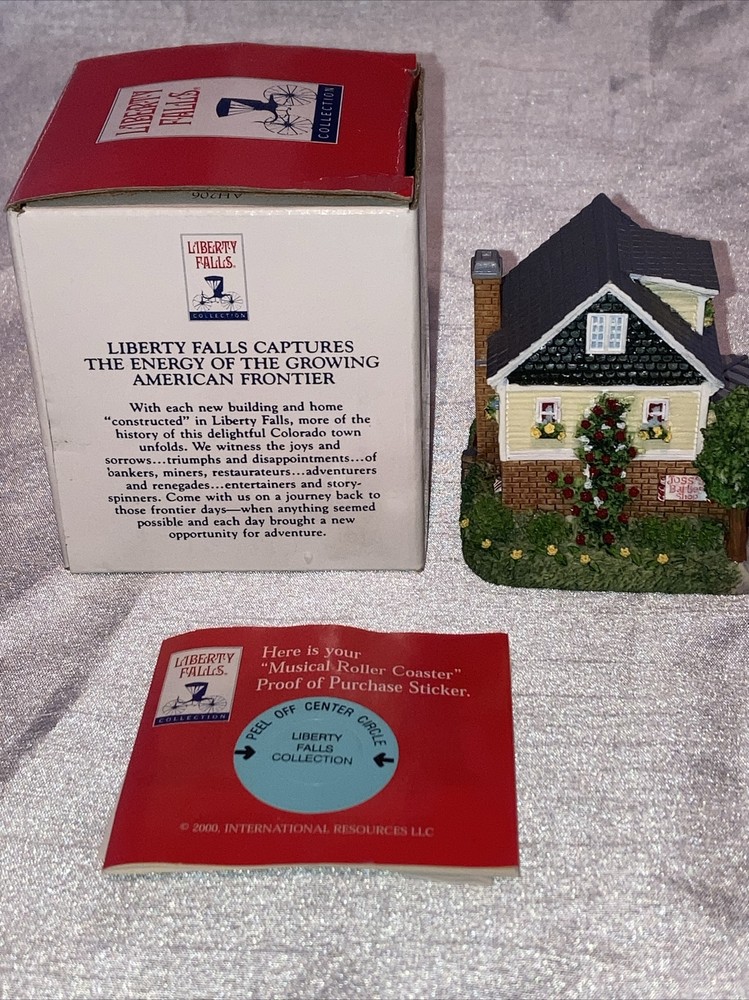 LIBERTY
FALLS.
COLLECTION
AH206
LIBERTY
FALLS.
COLLECTION
LIBERTY FALLS CAPTURES
THE ENERGY OF THE GROWING
AMERICAN FRONTIER
With each new building and home
“constructed” in Liberty Falls, more of the
history of this delightful Colorado town
unfolds. We witness the joys and
sorrows…triumphs and disappointments…of
bankers, miners, restaurateurs…adventurers
and renegades…entertainers and story-
spinners. Come with us on a journey back to
those frontier days—when anything seemed
possible and each day brought a new
opportunity for adventure.
LIBERTY
FALLS.
COLLECTION
Here is your
“Musical Roller Coaster”
Proof of Purchase Sticker.
PEEL OFF CENTER CIRCLE
LIBERTY
FALLS
COLLECTION
© 2000, INTERNATIONAL RESOURCES LLC